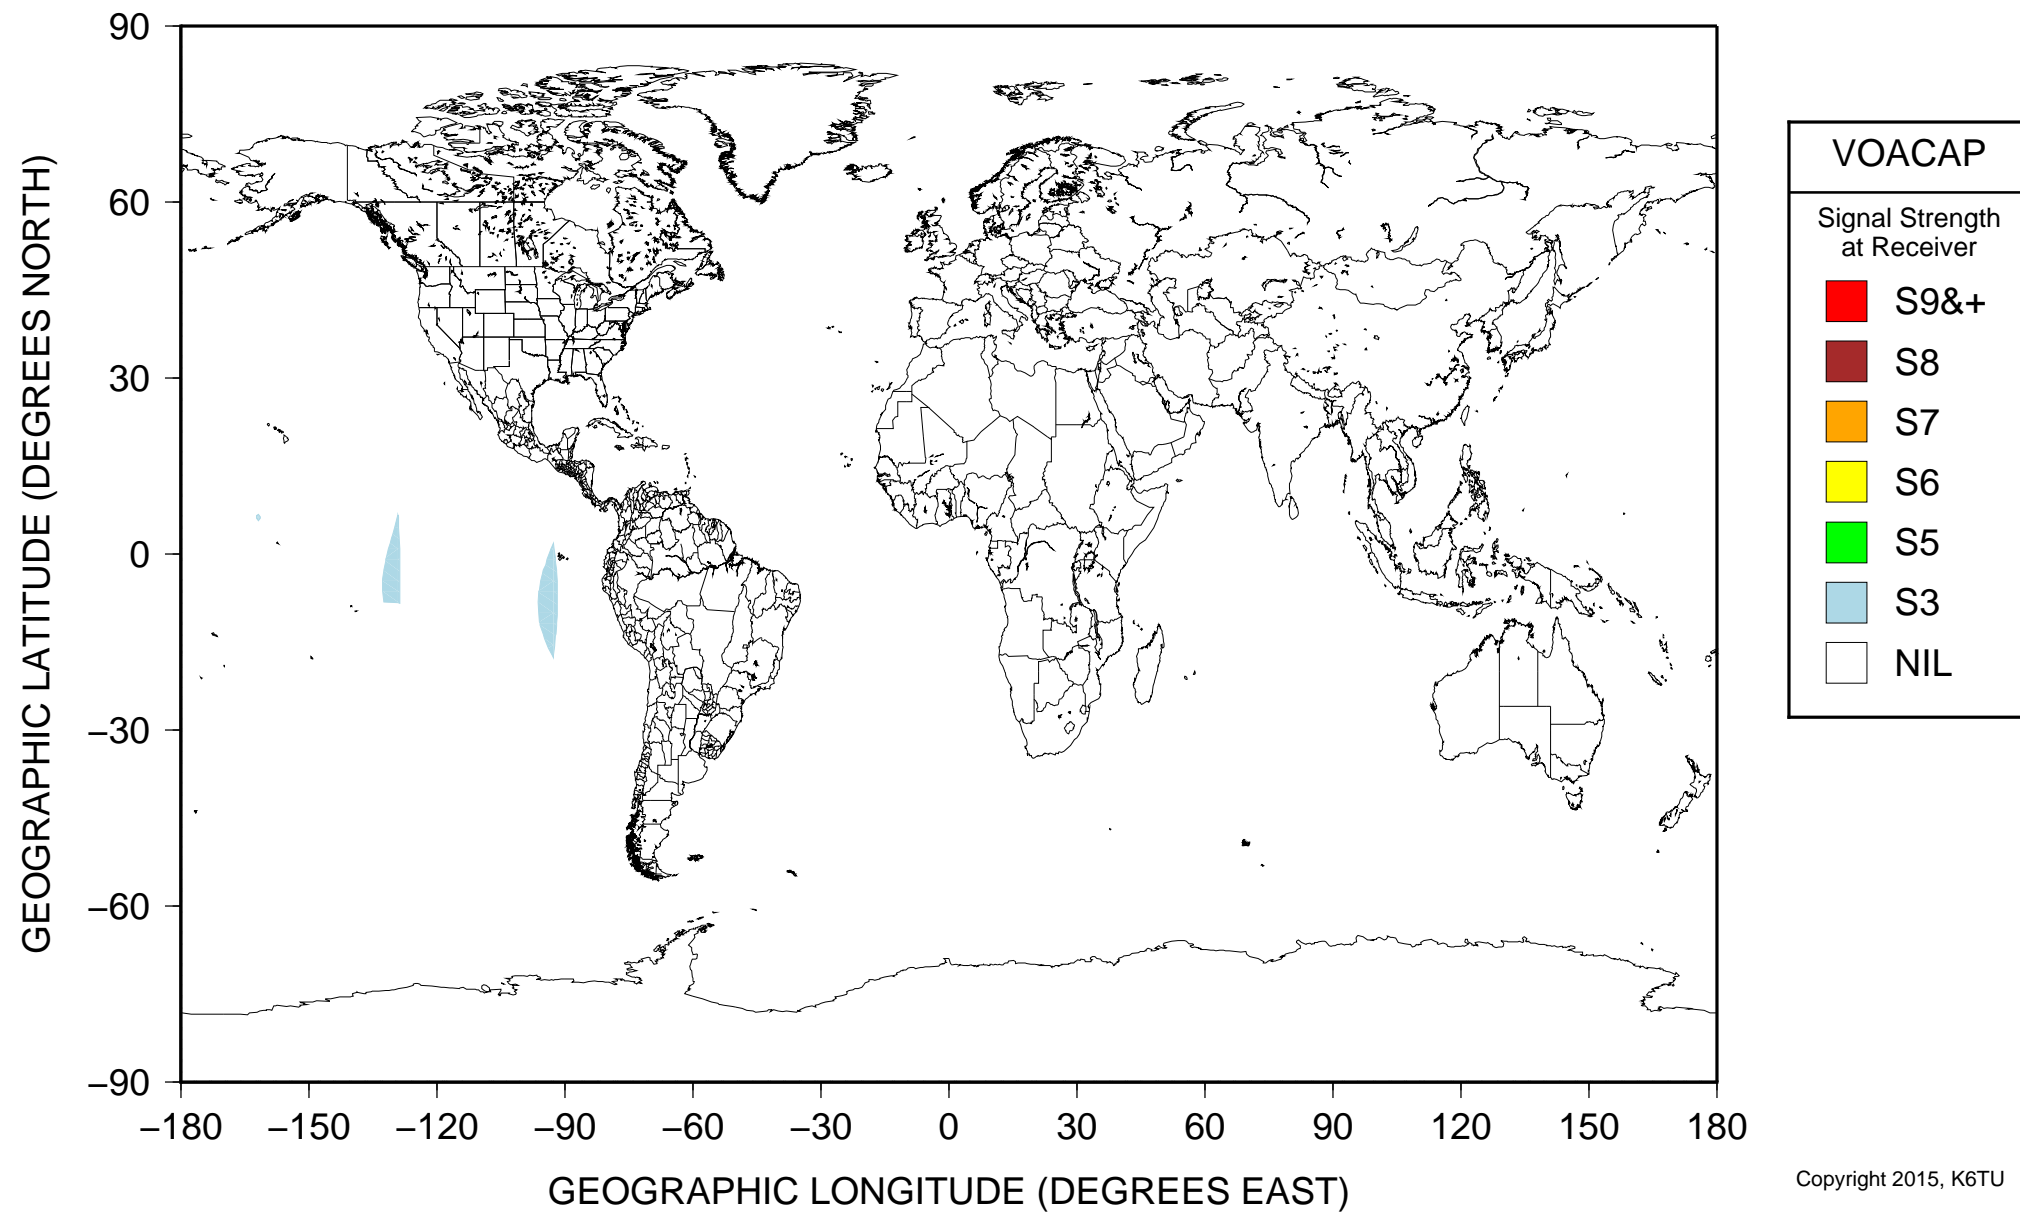 90
60
30
0
−30
−60
−90
GEOGRAPHIC LATITUDE (DEGREES NORTH)
−180 −150 −120 −90 −60 −30 0 30 60 90 120 150 180
GEOGRAPHIC LONGITUDE (DEGREES EAST)
VOACAP
Signal Strength
at Receiver
S9&+
S8
S7
S6
S5
S3
NIL
Copyright 2015, K6TU